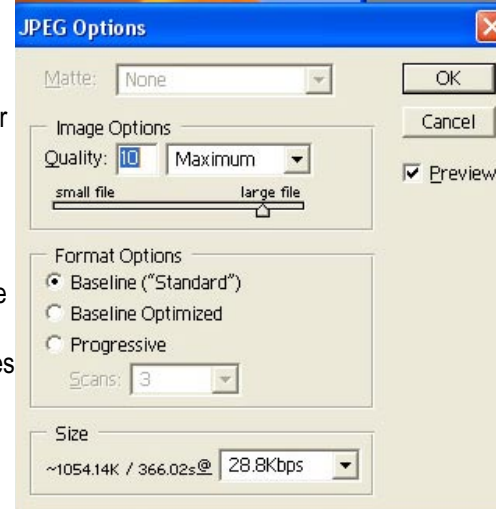 JPEG Options
Matte: None
OK
r
Image Options
Cancel
Quality: 10 Maximum
Preview
small file large file
Format Options
Baseline ("Standard")
e
Baseline Optimized
Progressive
es
Scans: 3
Size
~1054.14K / 366.02s@ 28.8Kbps